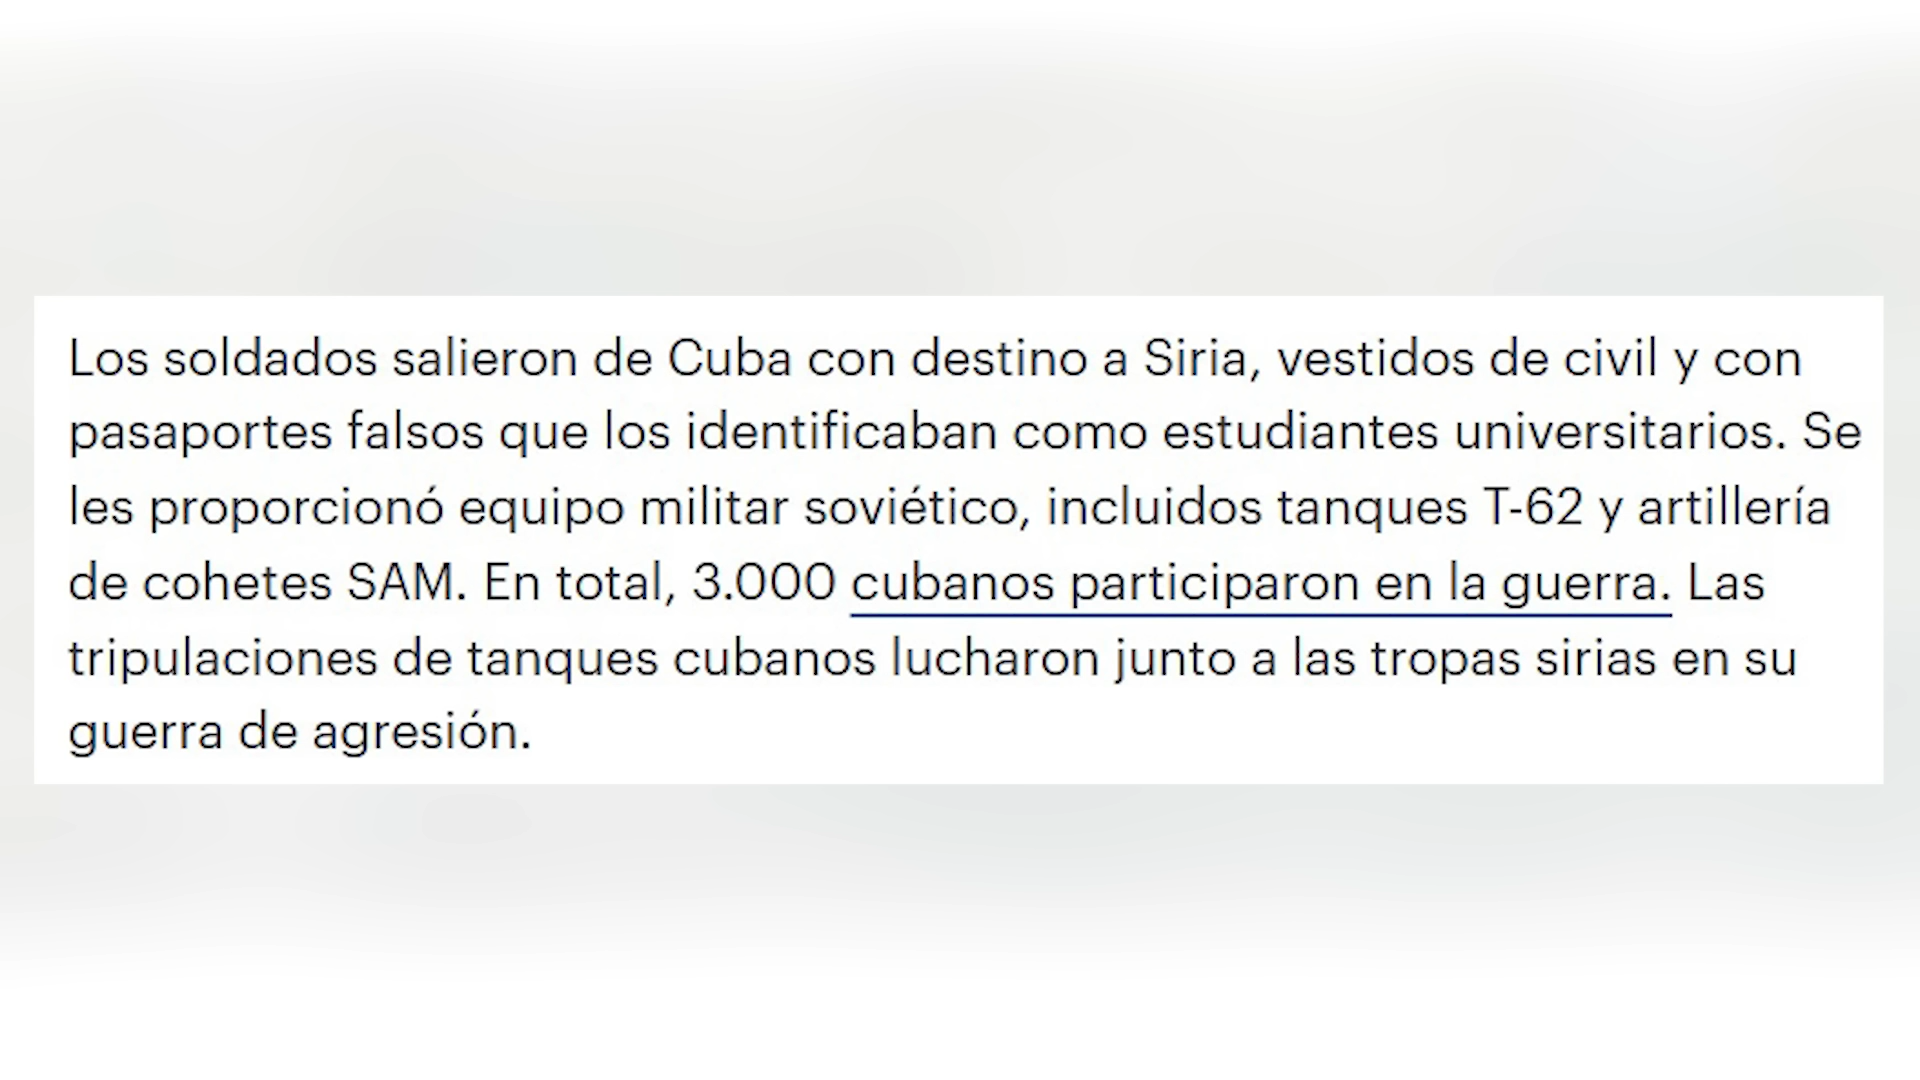 Los soldados salieron de Cuba con destino a Siria, vestidos de civil y con
pasaportes falsos que los identificaban como estudiantes universitarios. Se
les proporcionó equipo militar soviético, incluidos tanques T-62 y artillería
de cohetes SAM. En total, 3.000 cubanos participaron en la guerra. Las
tripulaciones de tanques cubanos lucharon junto a las tropas sirias en su
guerra de agresión.